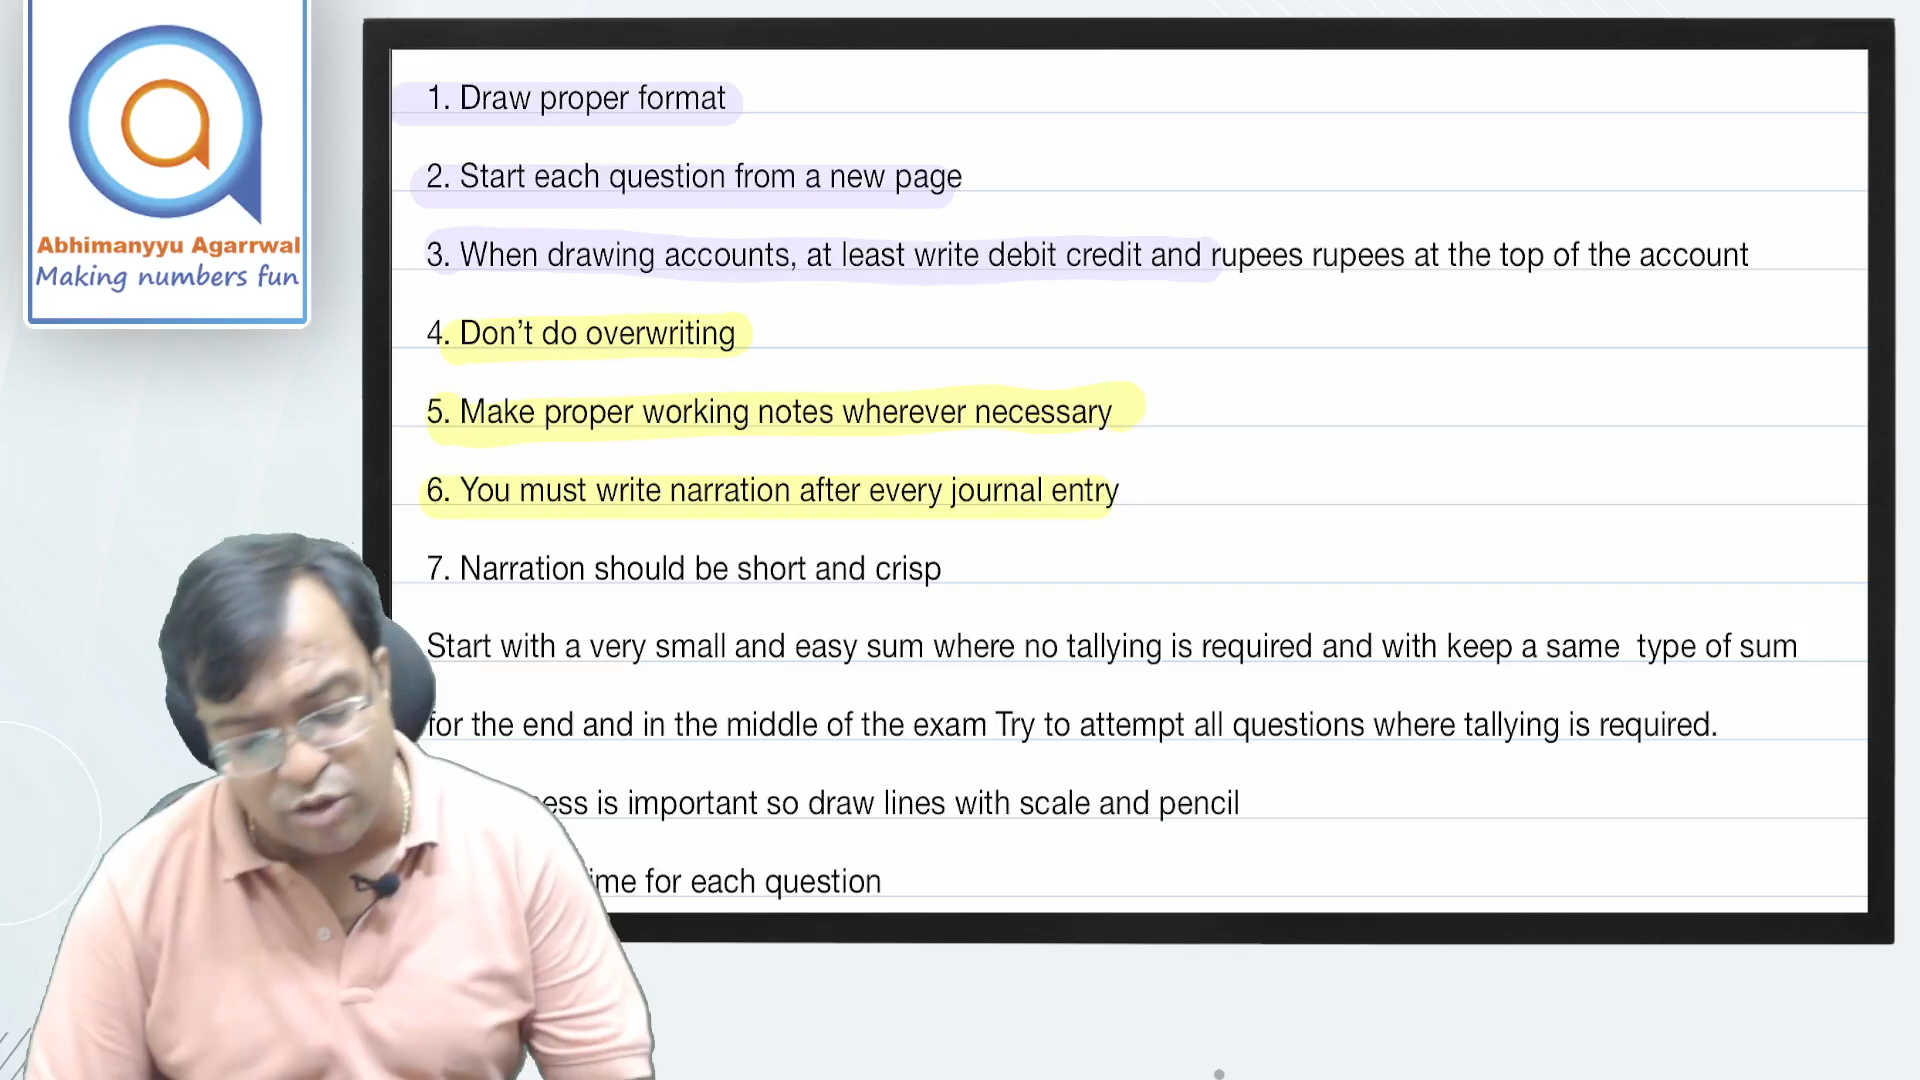 Abhimanyyu Agarrwal
Making numbers fun
1. Draw proper format
2. Start each question from a new page
3. When drawing accounts, at least write debit credit and rupees rupees at the top of the account
4. Don’t do overwriting
5. Make proper working notes wherever necessary
6. You must write narration after every journal entry
7. Narration should be short and crisp
Start with a very small and easy sum where no tallying is required and with keep a same type of sum
for the end and in the middle of the exam Try to attempt all questions where tallying is required.
is important so draw lines with scale and pencil
for each question